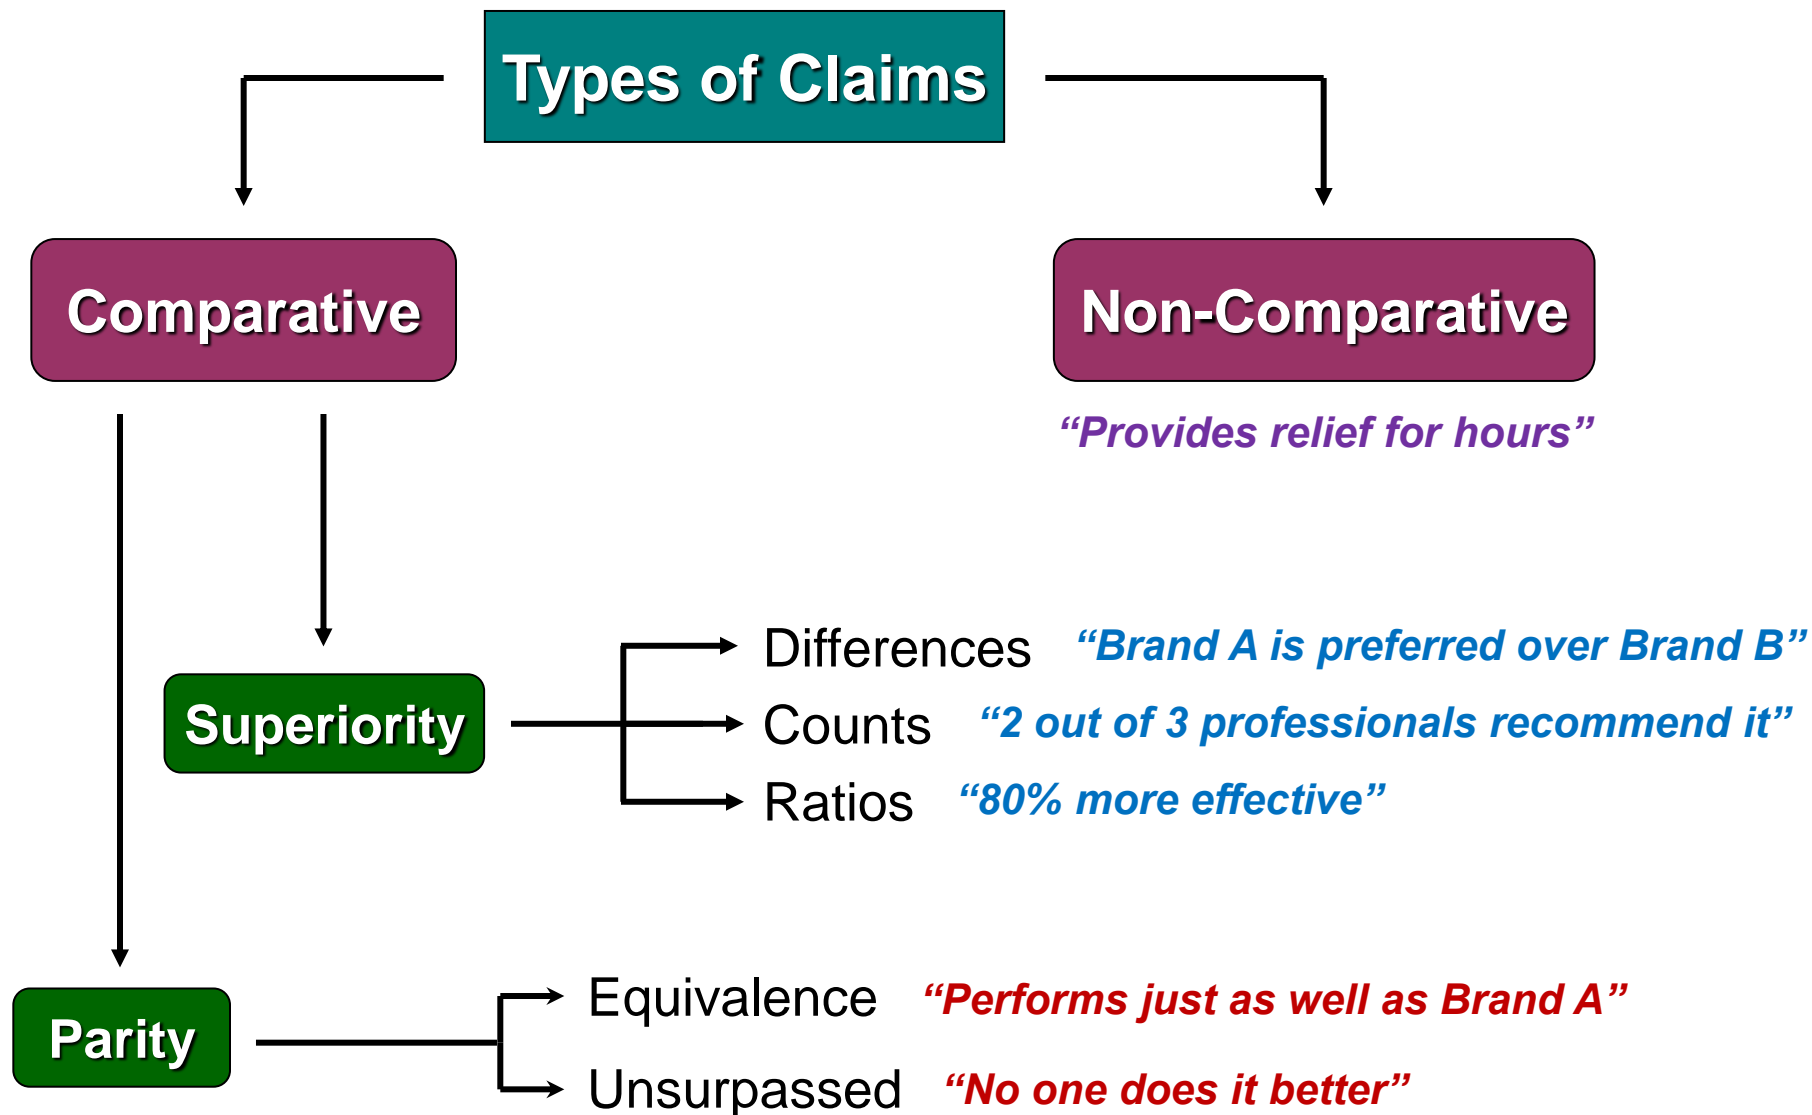 Types of Claims
Comparative
Non-Comparative
“Provides relief for hours”
Superiority
Differences “Brand A is preferred over Brand B”
Counts “2 out of 3 professionals recommend it”
Ratios “80% more effective”
Parity
Equivalence “Performs just as well as Brand A”
Unsurpassed “No one does it better”